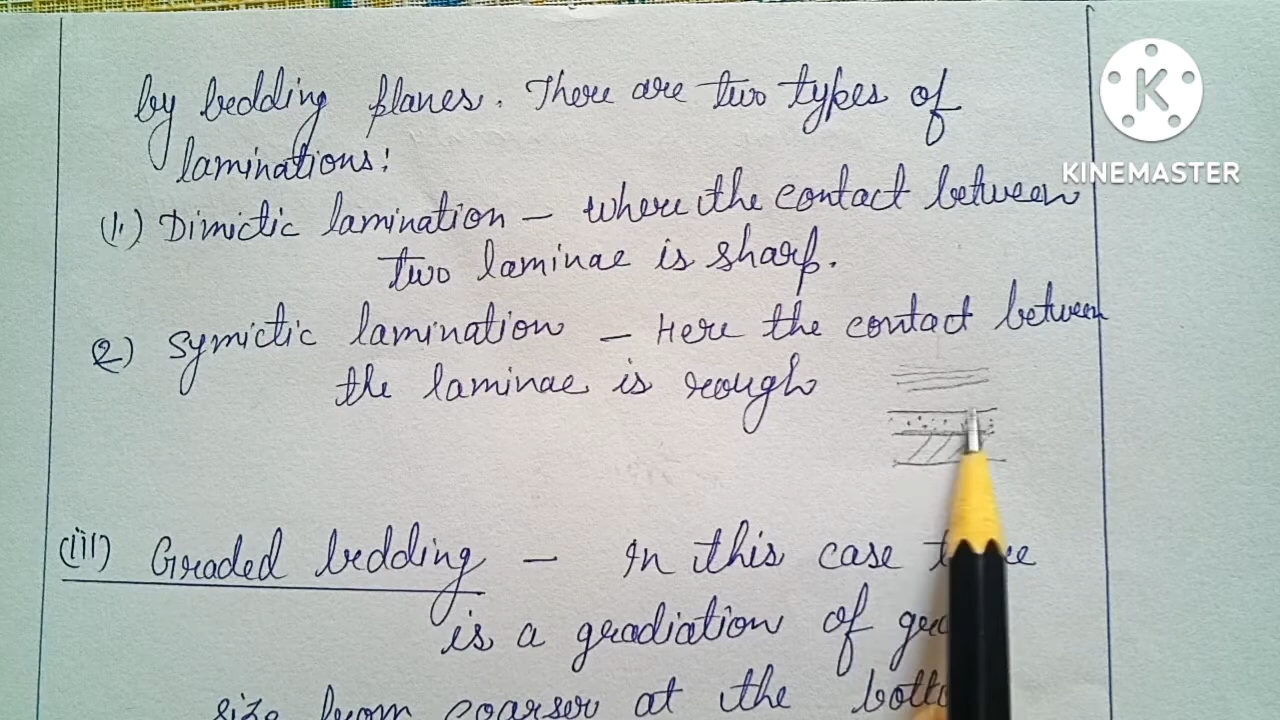 by bedding planes. There are two types of
laminations:
(1.) Dimictic lamination – where the contact between
two laminae is sharp.
2) Symictic lamination – Here the contact between
the laminae is rough
(iii) Graded bedding – In this case
is a gradiation of
size from coarser at the
K
KINEMASTER